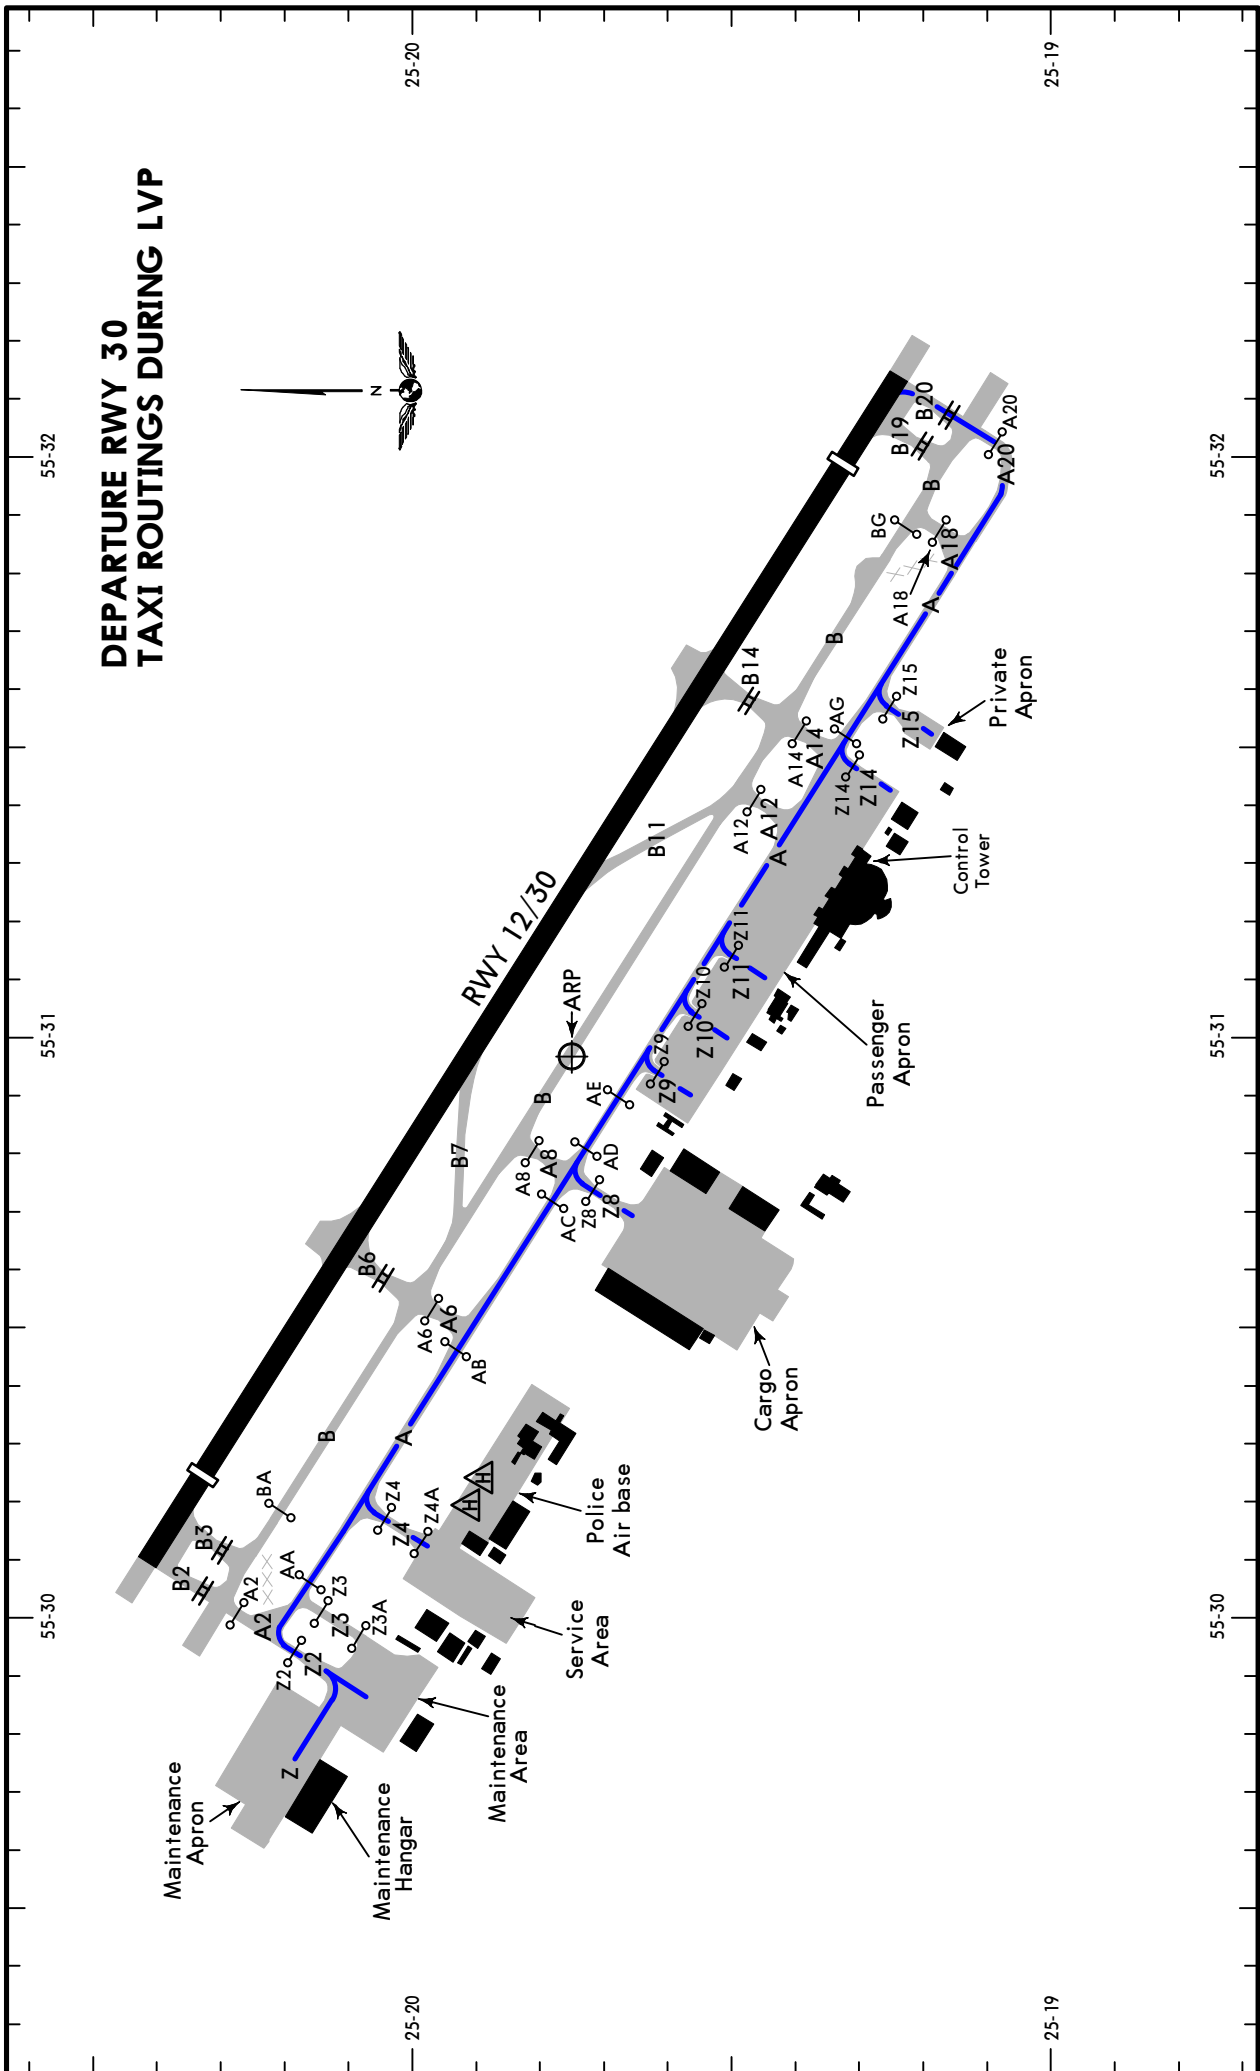 DEPARTURE RWY 30
TAXI ROUTINGS DURING LVP
25-20
25-19
55-32
55-32
N
B20
B19
A20
A20
B
BG
A18
A18
A
B
B14
Z15
Z15
Private
Apron
AG
A14
A14
Z14
Z14
A12
A12
B11
A
Control
Tower
RWY 12/30
Z11
Z11
Z10
Z10
Passenger
Apron
ARP
55-31
55-31
Z9
Z9
AE
B
B7
A8
A8
AD
AC
Z8
Z8
B6
A6
A6
AB
Cargo
Apron
B
A
BA
Z4
Z4
Z4A
H
H
Police
Air base
B3
B2
A2
A2
AA
Z3
Z3
Z3A
55-30
55-30
Service
Area
Z2
Z2
Maintenance
Area
Z
Maintenance
Apron
Maintenance
Hangar
25-20
25-19